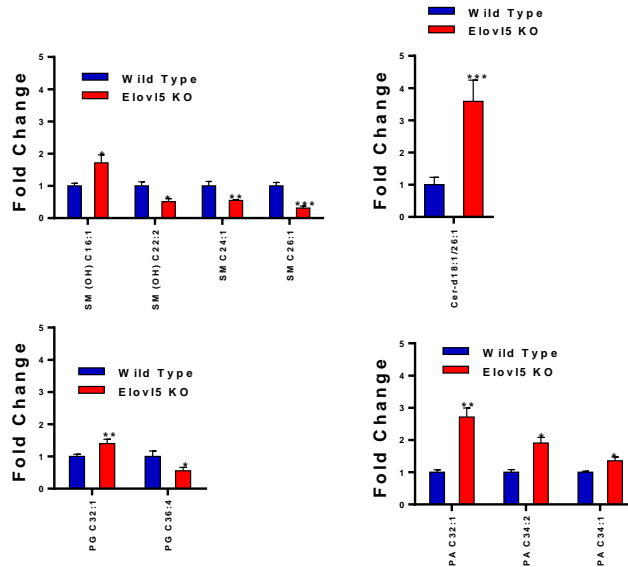 Wild Type
Elovl5 KO
Fold Change
5
4
3
2
1
0
*
*
**
***
SM (OH) C16:1
SM (OH) C22:2
SM C24:1
SM C26:1
Wild Type
Elovl5 KO
Fold Change
5
4
3
2
1
0
***
Cer-d18:1/26:1
Wild Type
Elovl5 KO
Fold Change
5
4
3
2
1
0
**
*
PG C32:1
PG C36:4
Wild Type
Elovl5 KO
Fold Change
5
4
3
2
1
0
**
*
*
PA C32:1
PA C34:2
PA C34:1